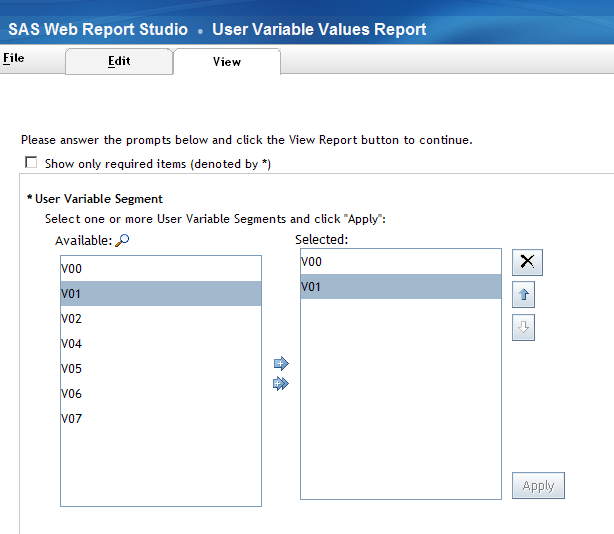 SAS Web Report Studio • User Variable Values Report
File Edit View
Please answer the prompts below and click the View Report button to continue.
Show only required items (denoted by *)
* User Variable Segment
Select one or more User Variable Segments and click "Apply":
Available: Selected:
V00
V01
V02
V04
V05
V06
V07
V00
V01
Apply